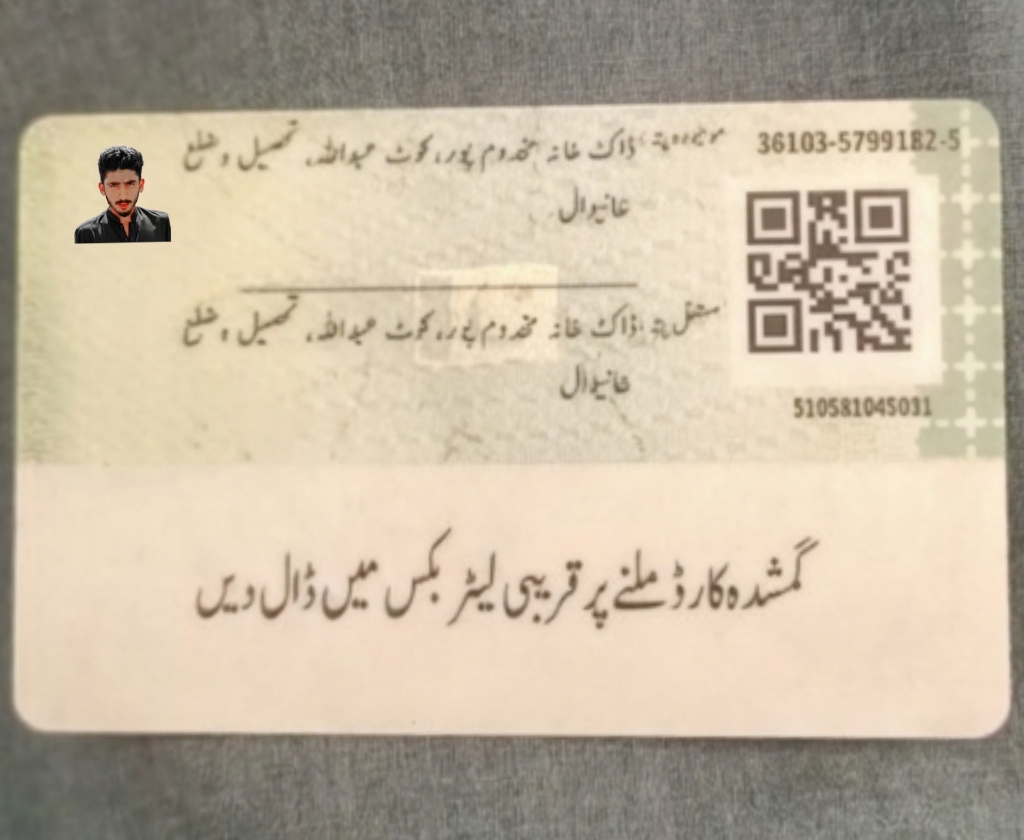 36103-5799182-5
موجودہ پتہ: ڈاک خانہ مخدوم پور، کوٹ عبداللہ، تحصیل و ضلع
خانیوال
مستقل پتہ: ڈاک خانہ مخدوم پور، کوٹ عبداللہ، تحصیل و ضلع
خانیوال
510581045031
گمشدہ کارڈ ملنے پر قریبی لیٹر بکس میں ڈال دیں